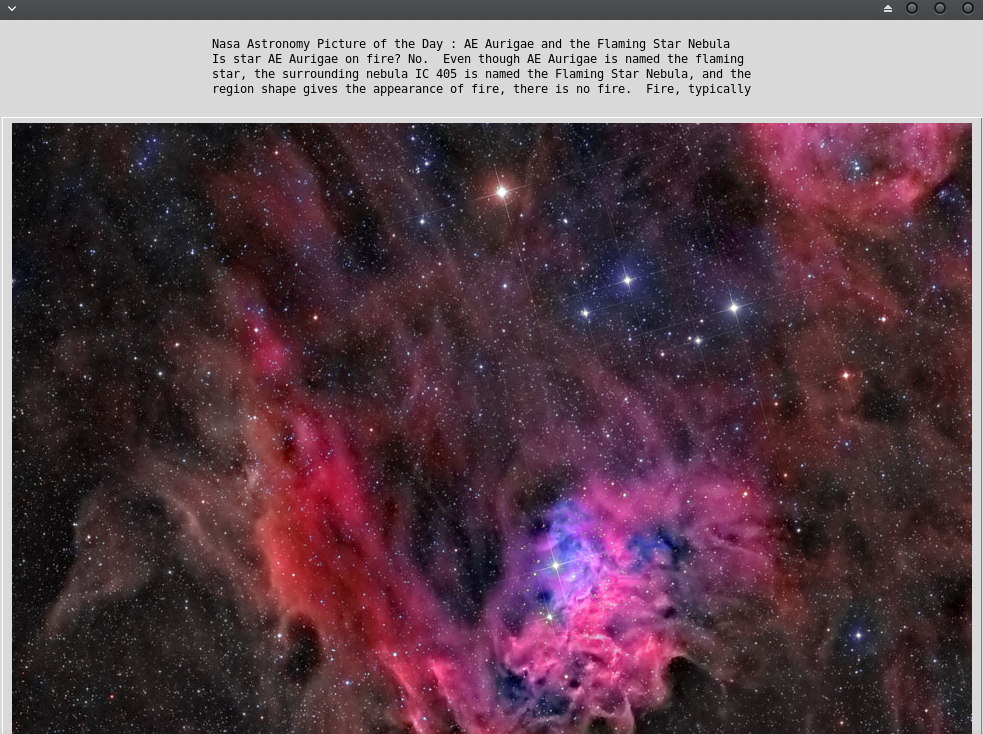 Nasa Astronomy Picture of the Day : AE Aurigae and the Flaming Star Nebula
Is star AE Aurigae on fire? No.  Even though AE Aurigae is named the flaming
star, the surrounding nebula IC 405 is named the Flaming Star Nebula, and the
region shape gives the appearance of fire, there is no fire.  Fire, typically